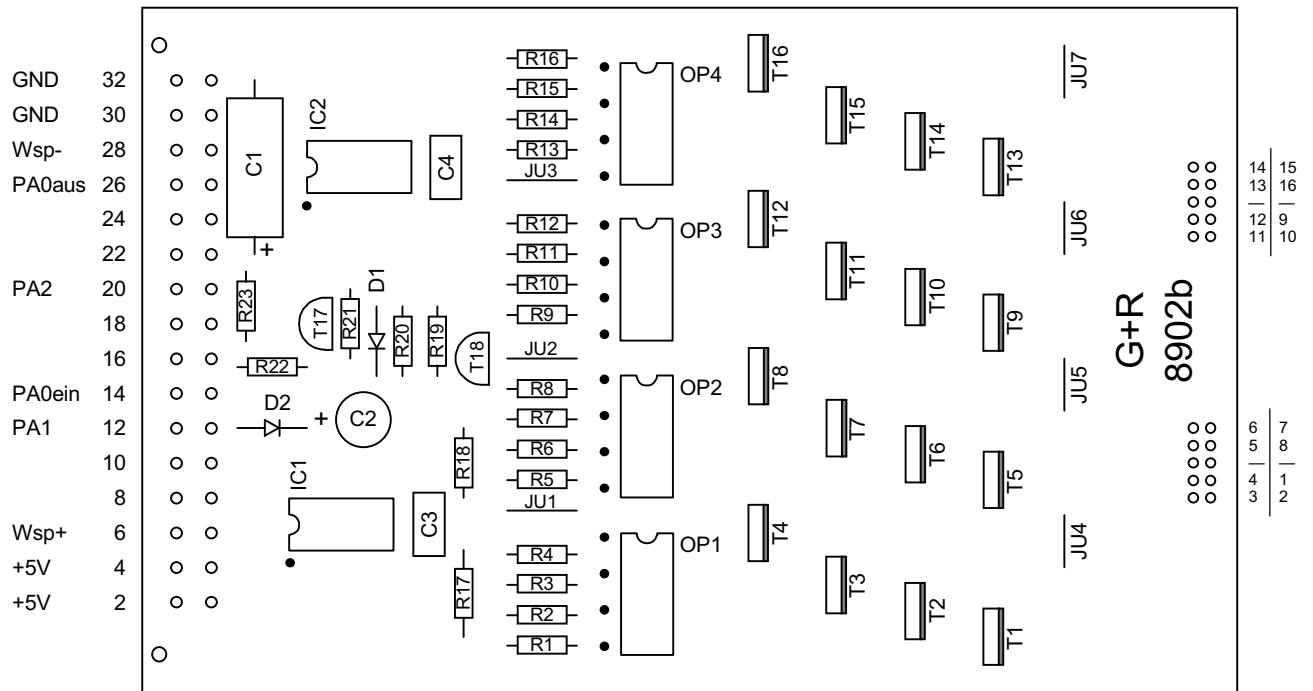 GND 32
GND 30
Wsp- 28
PA0aus 26
24
22
PA2 20
18
16
PA0ein 14
PA1 12
10
8
Wsp+ 6
+5V 4
+5V 2
C1
+
IC2
C4
R23
T17
R21
D1
R20
R19
T18
R22
D2
+
C2
IC1
C3
R18
R17
R16
R15
R14
R13
JU3
R12
R11
R10
R9
JU2
R8
R7
R6
R5
JU1
R4
R3
R2
R1
OP4
OP3
OP2
OP1
T16
T15
T14
T13
T12
T11
T10
T9
T8
T7
T6
T5
T4
T3
T2
T1
JU7
JU6
JU5
JU4
G+R
8902b
14 15
13 16
12 9
11 10
6 7
5 8
4 1
3 2